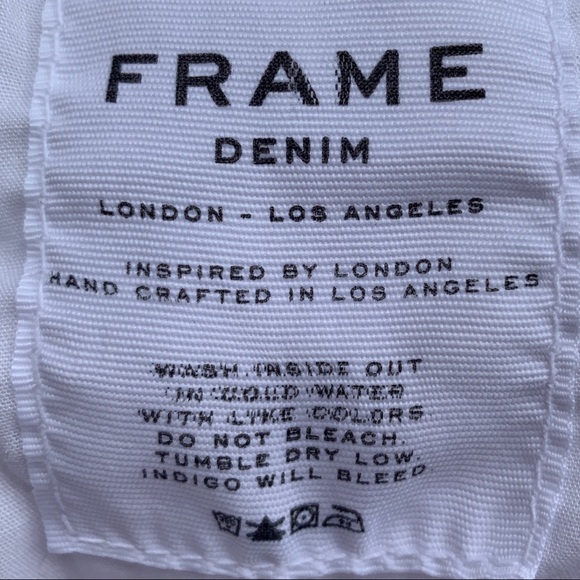 FRAME
DENIM
LONDON - LOS ANGELES
INSPIRED BY LONDON
HAND CRAFTED IN LOS ANGELES
WASH INSIDE OUT
IN COLD WATER
WITH LIKE COLORS
DO NOT BLEACH.
TUMBLE DRY LOW.
INDIGO WILL BLEED